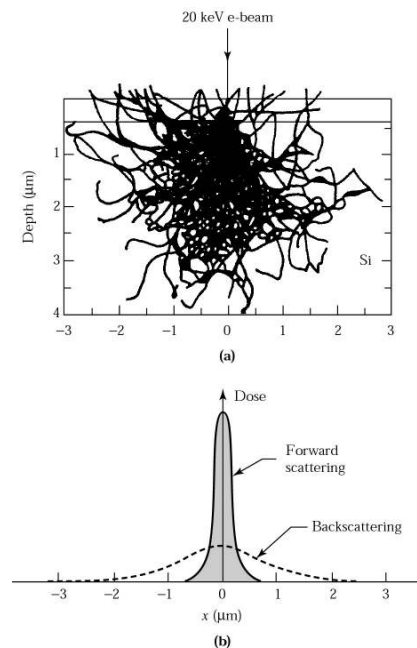 20 keV e-beam
Depth (μm)
1
2
3
4
Si
−3 −2 −1 0 1 2 3
(a)
Dose
Forward
scattering
Backscattering
−3 −2 −1 0 1 2 3
x (μm)
(b)